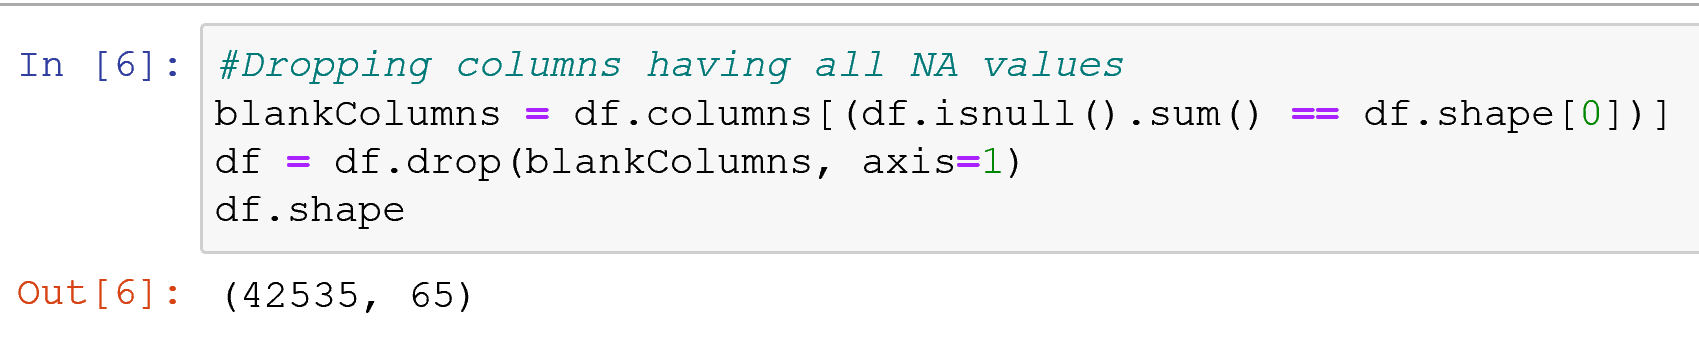 In [6]: #Dropping columns having all NA values
blankColumns = df.columns[(df.isnull().sum() == df.shape[0])]
df = df.drop(blankColumns, axis=1)
df.shape
Out[6]: (42535, 65)